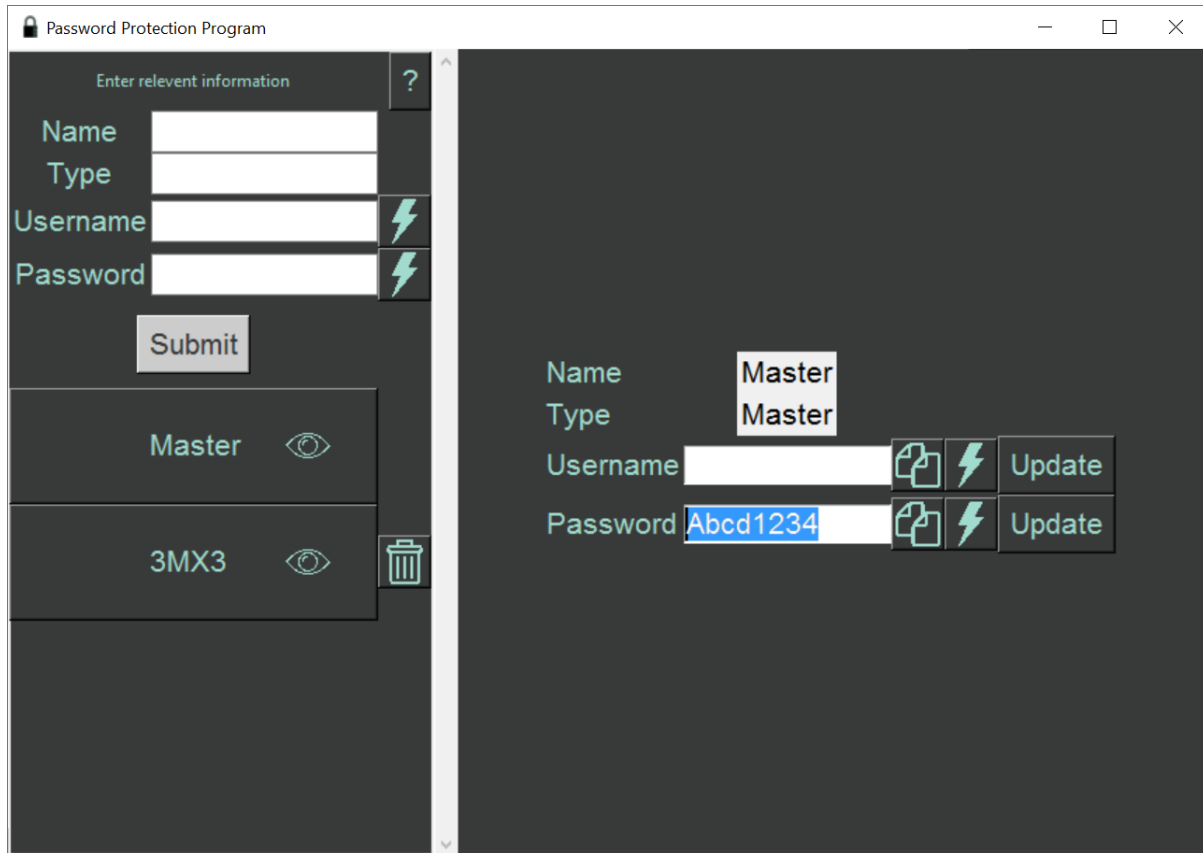 Password Protection Program
Enter relevent information
?
Name
Type
Username
Password
Submit
Master
3MX3
Name Master
Type Master
Username Update
Password Abcd1234 Update